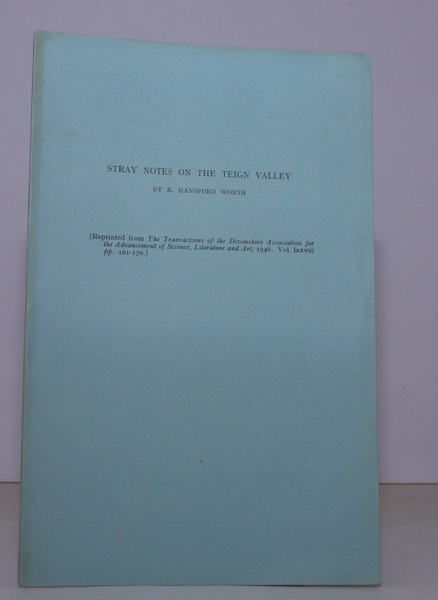 STRAY NOTES ON THE TEIGN VALLEY
BY R. HANSFORD WORTH
[Reprinted from The Transactions of the Devonshire Association for
the Advancement of Science, Literature and Art, 1946. Vol. lxxviii
pp. 161-170.]